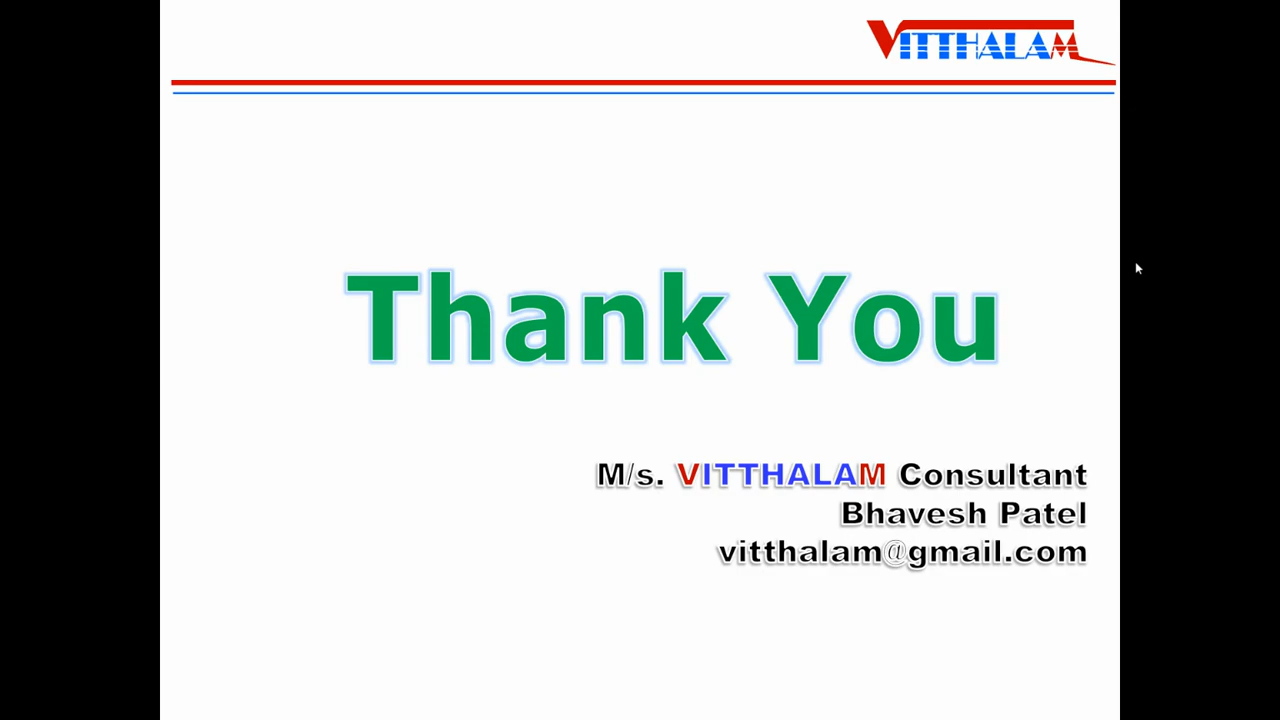 VITTHALAM
Thank You
M/s. VITTHALAM Consultant
Bhavesh Patel
vitthalam@gmail.com